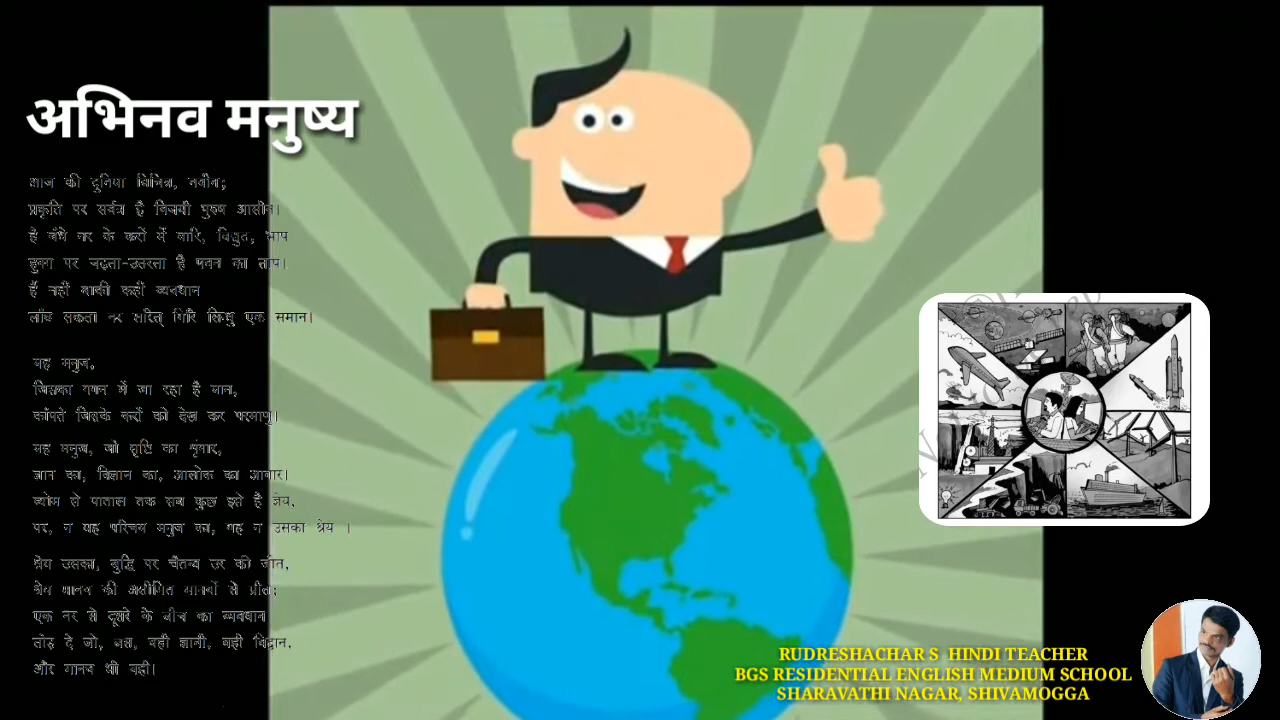 अभिनव मनुष्य
आज की दुनिया विचित्र, नवीन;
प्रकृति पर सर्वत्र है विजयी पुरुष आसीन।
हैं बंधे नर के करों में वारि, विद्युत, भाप
हुक्म पर चढ़ता-उतरता है पवन का ताप।
हैं नहीं बाकी कहीं व्यवधान
लाँघ सकता नर सरित् गिरि सिन्धु एक समान।
यह मनुज,
जिसका गगन में जा रहा है यान,
काँपते जिसके करों को देख कर परमाणु।
यह मनुज, जो सृष्टि का श्रृंगार,
ज्ञान का, विज्ञान का, आलोक का आगार।
व्योम से पाताल तक सब कुछ इसे है ज्ञेय,
पर, न यह परिचय मनुज का, यह न उसका श्रेय ।
श्रेय उसका, बुद्धि पर चैतन्य उर की जीत,
श्रेय मानव की असीमित मानवों से प्रीत;
एक नर से दूसरे के बीच का व्यवधान
तोड़ दे जो, बस, वही ज्ञानी, वही विद्वान,
और मानव भी वही।
RUDRESHACHAR S HINDI TEACHER
BGS RESIDENTIAL ENGLISH MEDIUM SCHOOL
SHARAVATHI NAGAR, SHIVAMOGGA